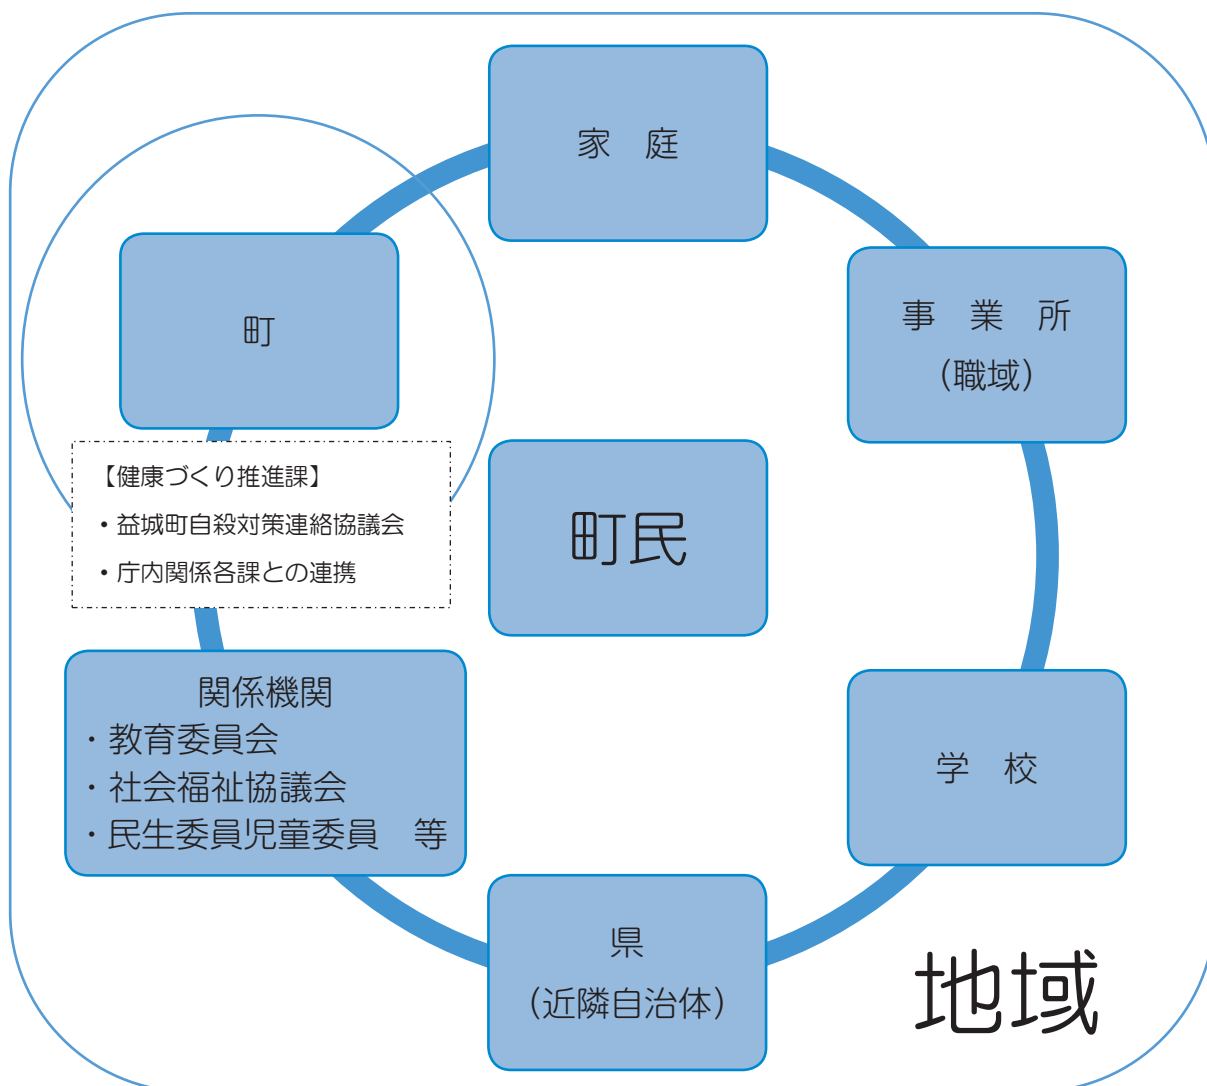 家　庭
町
事　業　所
（職域）
【健康づくり推進課】
・益城町自殺対策連絡協議会
・庁内関係各課との連携
町民
関係機関
・教育委員会
・社会福祉協議会
・民生委員児童委員　等
学　校
県
（近隣自治体）
地域